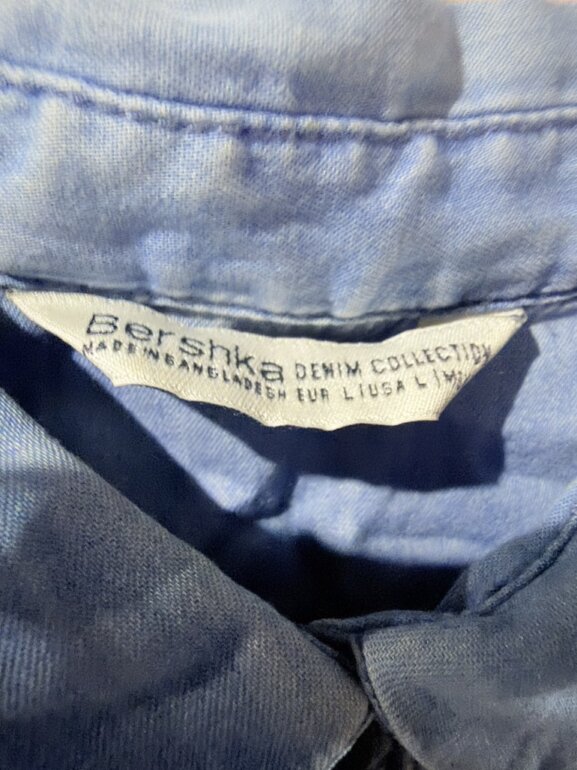 Bershka DENIM COLLECTION
MADE IN BANGLADESH EUR L | USA L |